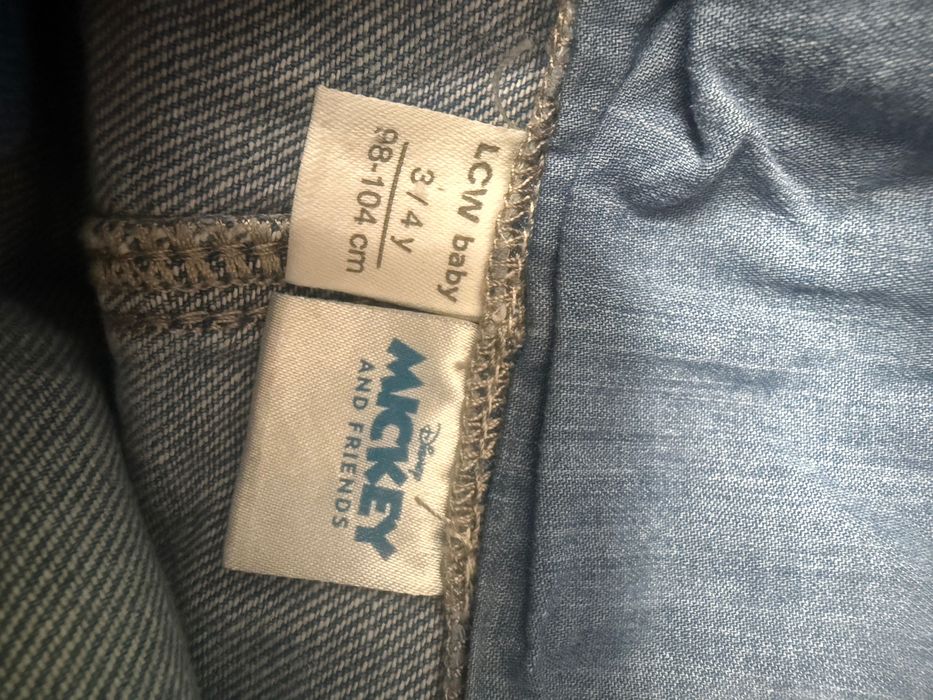 LCW baby
3/4 y
98-104 cm
Disney
MICKEY
AND FRIENDS